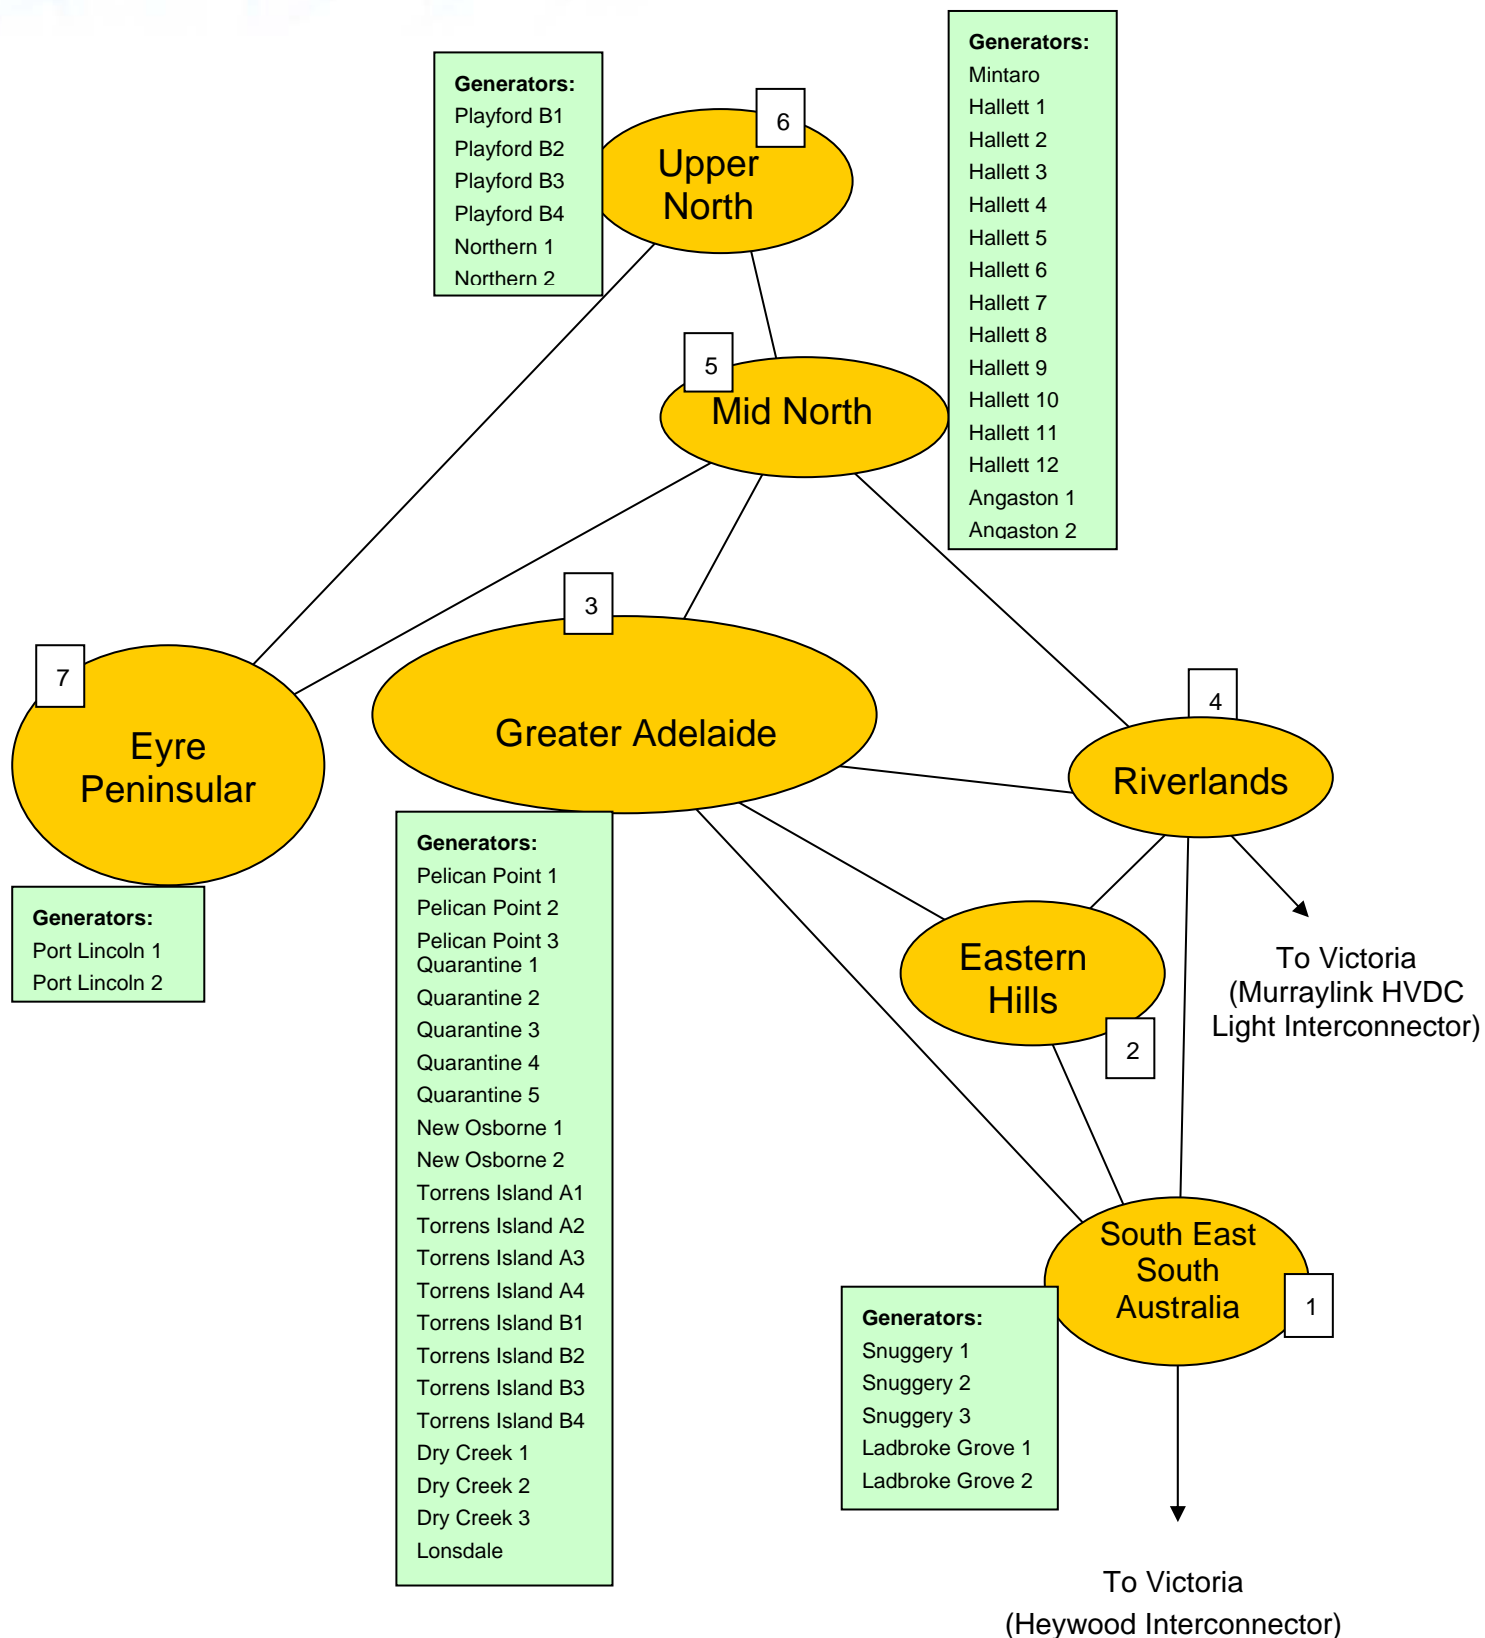 Generators:
Playford B1
Playford B2
Playford B3
Playford B4
Northern 1
Northern 2
6
Upper
North
Generators:
Mintaro
Hallett 1
Hallett 2
Hallett 3
Hallett 4
Hallett 5
Hallett 6
Hallett 7
Hallett 8
Hallett 9
Hallett 10
Hallett 11
Hallett 12
Angaston 1
Angaston 2
5
Mid North
3
Greater Adelaide
7
Eyre
Peninsular
4
Riverlands
Generators:
Port Lincoln 1
Port Lincoln 2
Generators:
Pelican Point 1
Pelican Point 2
Pelican Point 3
Quarantine 1
Quarantine 2
Quarantine 3
Quarantine 4
Quarantine 5
New Osborne 1
New Osborne 2
Torrens Island A1
Torrens Island A2
Torrens Island A3
Torrens Island A4
Torrens Island B1
Torrens Island B2
Torrens Island B3
Torrens Island B4
Dry Creek 1
Dry Creek 2
Dry Creek 3
Lonsdale
Eastern
Hills
2
To Victoria
(Murraylink HVDC
Light Interconnector)
South East
South
Australia
1
Generators:
Snuggery 1
Snuggery 2
Snuggery 3
Ladbroke Grove 1
Ladbroke Grove 2
To Victoria
(Heywood Interconnector)